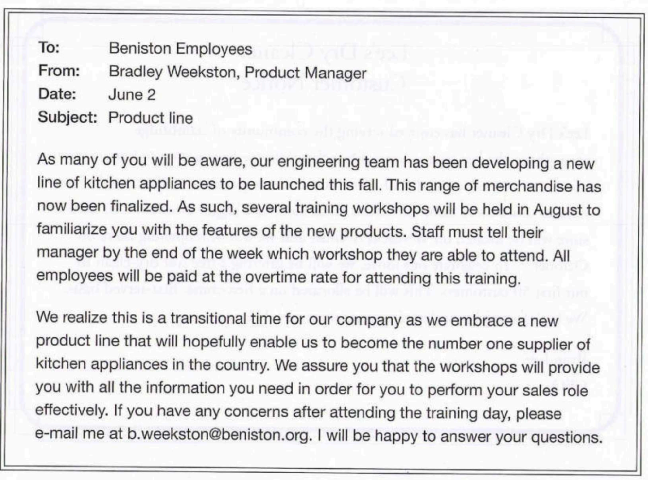 To: Beniston Employees
From: Bradley Weekston, Product Manager
Date: June 2
Subject: Product line
As many of you will be aware, our engineering team has been developing a new
line of kitchen appliances to be launched this fall. This range of merchandise has
now been finalized. As such, several training workshops will be held in August to
familiarize you with the features of the new products. Staff must tell their
manager by the end of the week which workshop they are able to attend. All
employees will be paid at the overtime rate for attending this training.
We realize this is a transitional time for our company as we embrace a new
product line that will hopefully enable us to become the number one supplier of
kitchen appliances in the country. We assure you that the workshops will provide
you with all the information you need in order for you to perform your sales role
effectively. If you have any concerns after attending the training day, please
e-mail me at b.weekston@beniston.org. I will be happy to answer your questions.